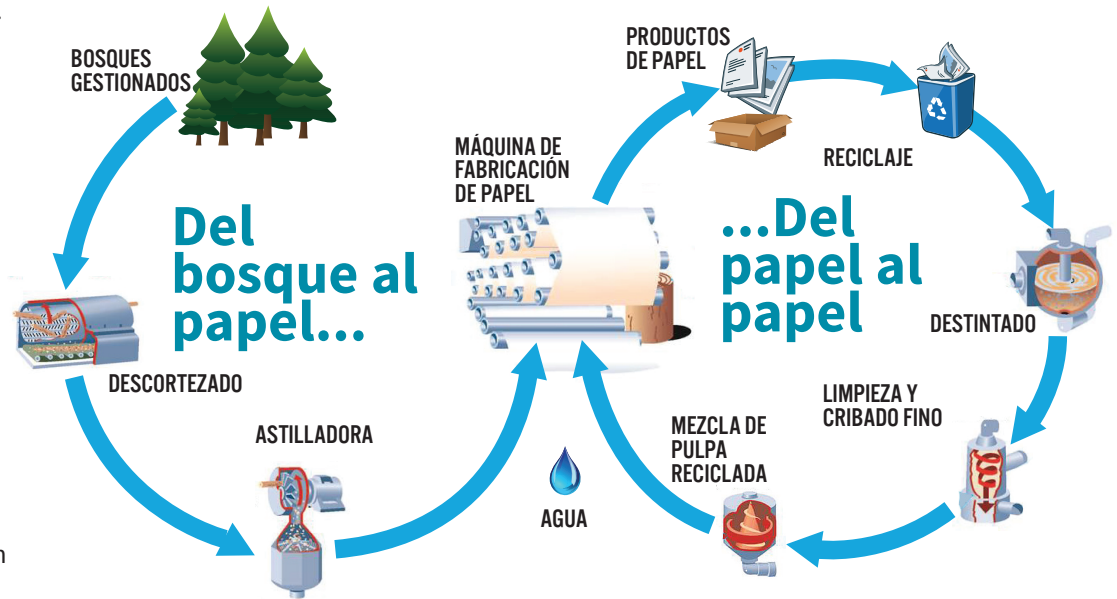 BOSQUES
GESTIONADOS
Del
bosque al
papel...
DESCORTEZADO
ASTILLADORA
MÁQUINA DE
FABRICACIÓN
DE PAPEL
AGUA
PRODUCTOS
DE PAPEL
RECICLAJE
...Del
papel al
papel
DESTINTADO
LIMPIEZA Y
CRIBADO FINO
MEZCLA DE
PULPA
RECICLADA